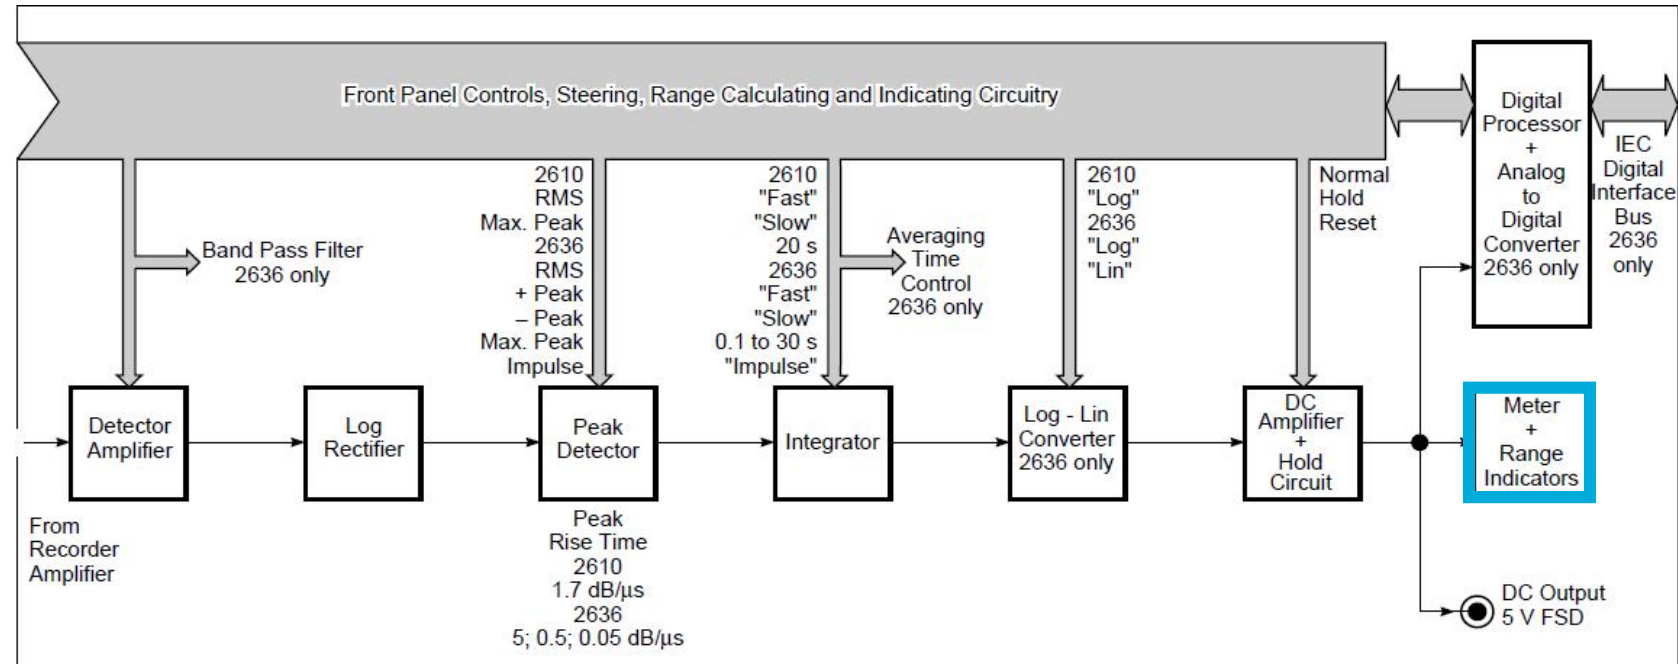 Front Panel Controls, Steering, Range Calculating and Indicating Circuitry
Digital
Processor
+
Analog
to
Digital
Converter
2636 only
IEC
Digital
Interface
Bus
2636
only
Band Pass Filter
2636 only
2610
RMS
Max. Peak
2636
RMS
+ Peak
– Peak
Max. Peak
Impulse
2610
"Fast"
"Slow"
20 s
2636
"Fast"
"Slow"
0.1 to 30 s
"Impulse"
Averaging
Time
Control
2636 only
2610
"Log"
2636
"Log"
"Lin"
Normal
Hold
Reset
Detector
Amplifier
Log
Rectifier
Peak
Detector
Integrator
Log - Lin
Converter
2636 only
DC
Amplifier
+
Hold
Circuit
Meter
+
Range
Indicators
From
Recorder
Amplifier
Peak
Rise Time
2610
1.7 dB/µs
2636
5; 0.5; 0.05 dB/µs
DC Output
5 V FSD